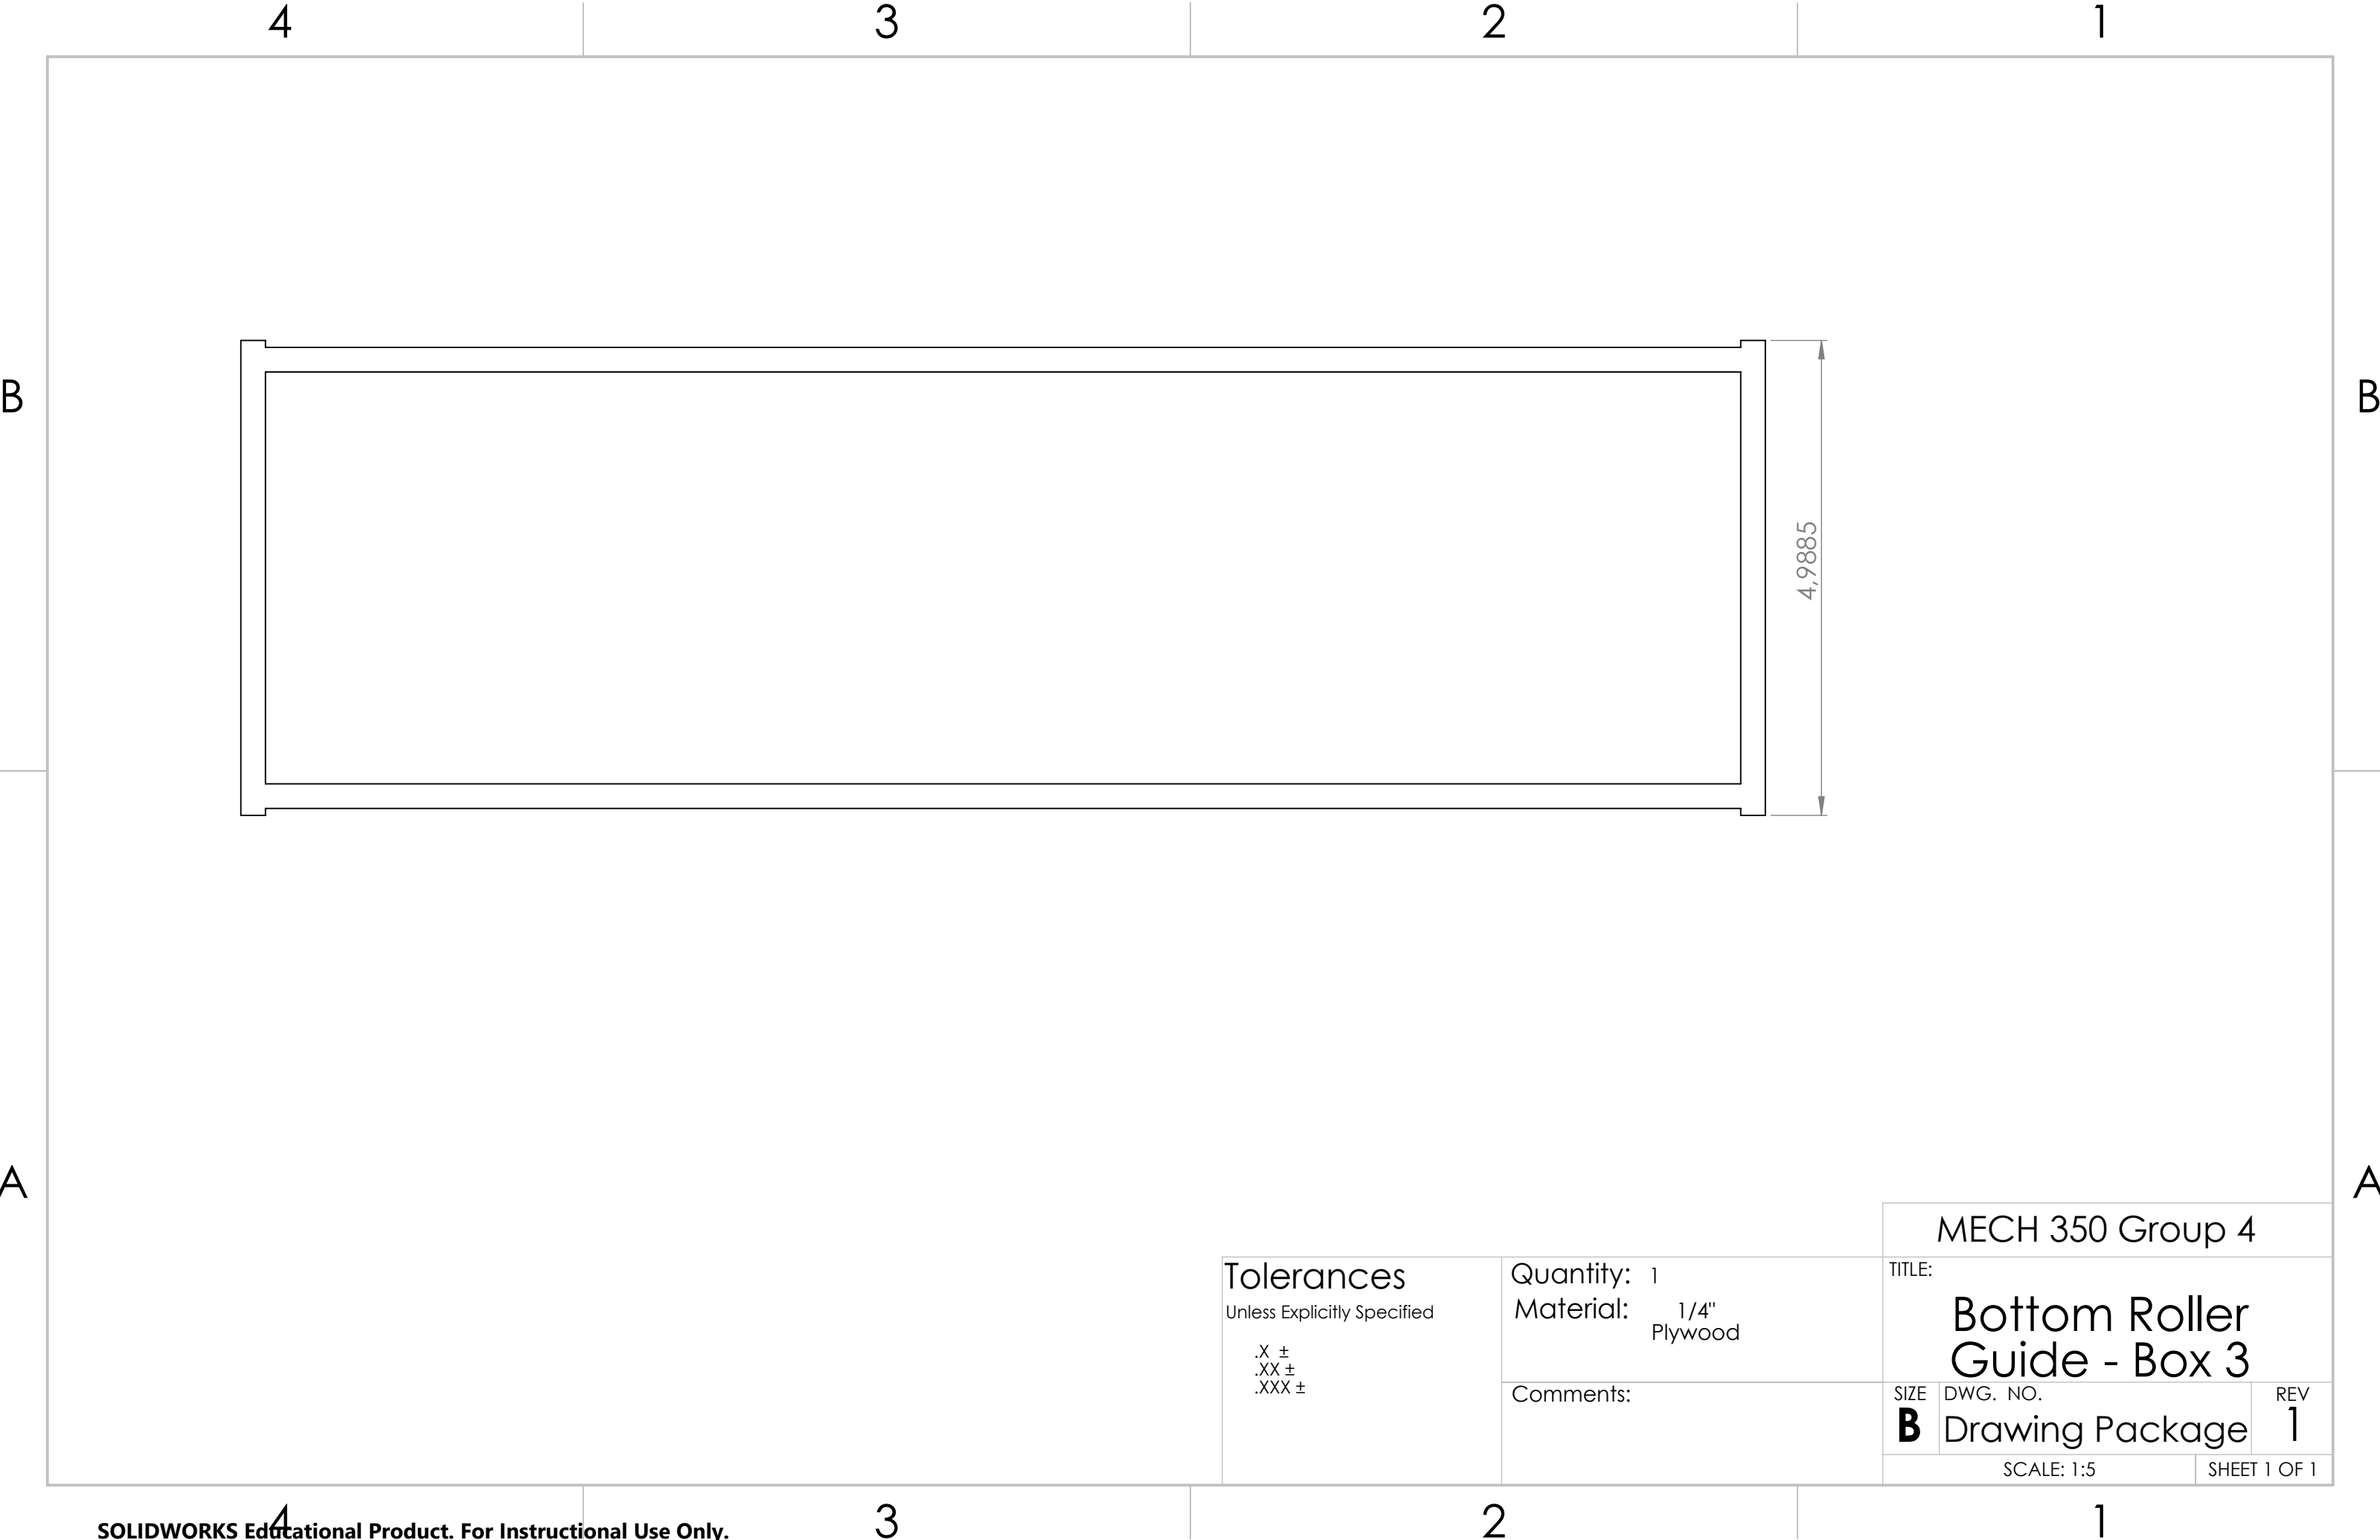 4 3 2 1
B B
4,9885
A A
MECH 350 Group 4
Tolerances
Unless Explicitly Specified
.X ±
.XX ±
.XXX ±
Quantity: 1
Material: 1/4"
Plywood
Comments:
TITLE:
Bottom Roller
Guide - Box 3
SIZE DWG. NO. REV
B Drawing Package 1
SCALE: 1:5 SHEET 1 OF 1
4 3 2 1
SOLIDWORKS Educational Product. For Instructional Use Only.